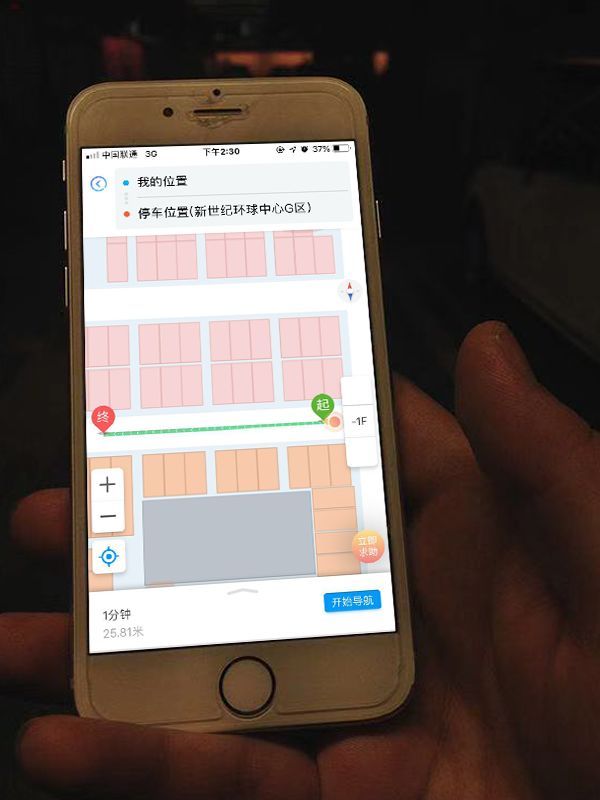 中国联通 3G 下午2:30 37%
我的位置
停车位置(新世纪环球中心G区)
起
终
-1F
+
−
立即
求助
1分钟
开始导航
25.81米